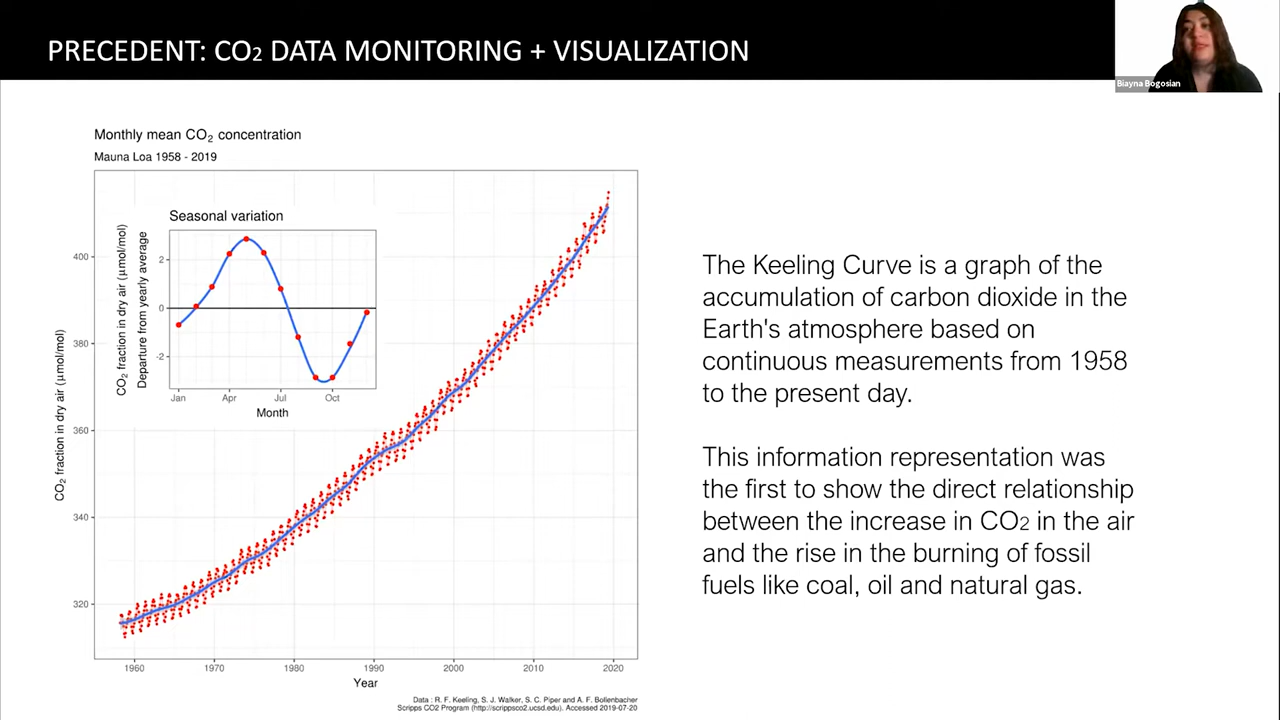 PRECEDENT: CO₂ DATA MONITORING + VISUALIZATION
Biayna Bogosian
Monthly mean CO₂ concentration
Mauna Loa 1958 - 2019
CO₂ fraction in dry air (μmol/mol)
400
380
360
340
320
1960
1970
1980
1990
2000
2010
2020
Year
Seasonal variation
CO₂ fraction in dry air (μmol/mol)
Departure from yearly average
2
0
-2
Jan
Apr
Jul
Oct
Month
Data : R. F. Keeling, S. J. Walker, S. C. Piper and A. F. Bollenbacher
Scripps CO2 Program (http://scrippsco2.ucsd.edu). Accessed 2019-07-20
The Keeling Curve is a graph of the
accumulation of carbon dioxide in the
Earth's atmosphere based on
continuous measurements from 1958
to the present day.
This information representation was
the first to show the direct relationship
between the increase in CO₂ in the air
and the rise in the burning of fossil
fuels like coal, oil and natural gas.